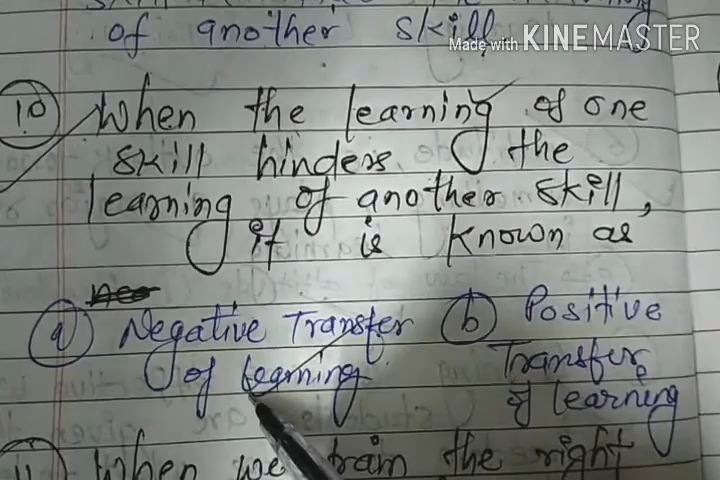 of another skill.
Made with KINEMASTER
10 When the learning of one
skill hinders the
learning of another skill,
it is known as
(a) Negative Transfer
of learning
(b) Positive
Transfer
of learning
11 When we train the right